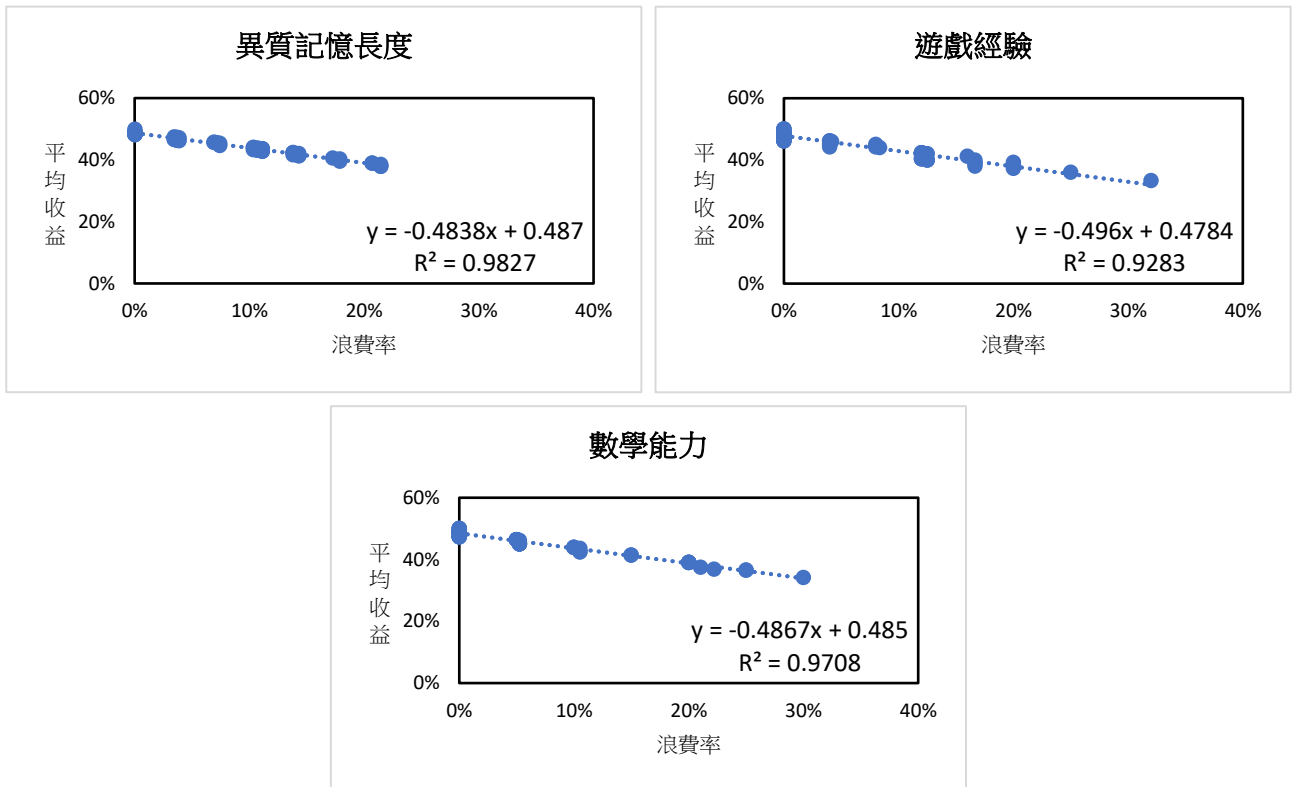 異質記憶長度
60%
40%
20%
0%
平均收益
y = -0.4838x + 0.487
R² = 0.9827
0%
10%
20%
30%
40%
浪費率
遊戲經驗
60%
40%
20%
0%
平均收益
y = -0.496x + 0.4784
R² = 0.9283
0%
10%
20%
30%
40%
浪費率
數學能力
60%
40%
20%
0%
平均收益
y = -0.4867x + 0.485
R² = 0.9708
0%
10%
20%
30%
40%
浪費率